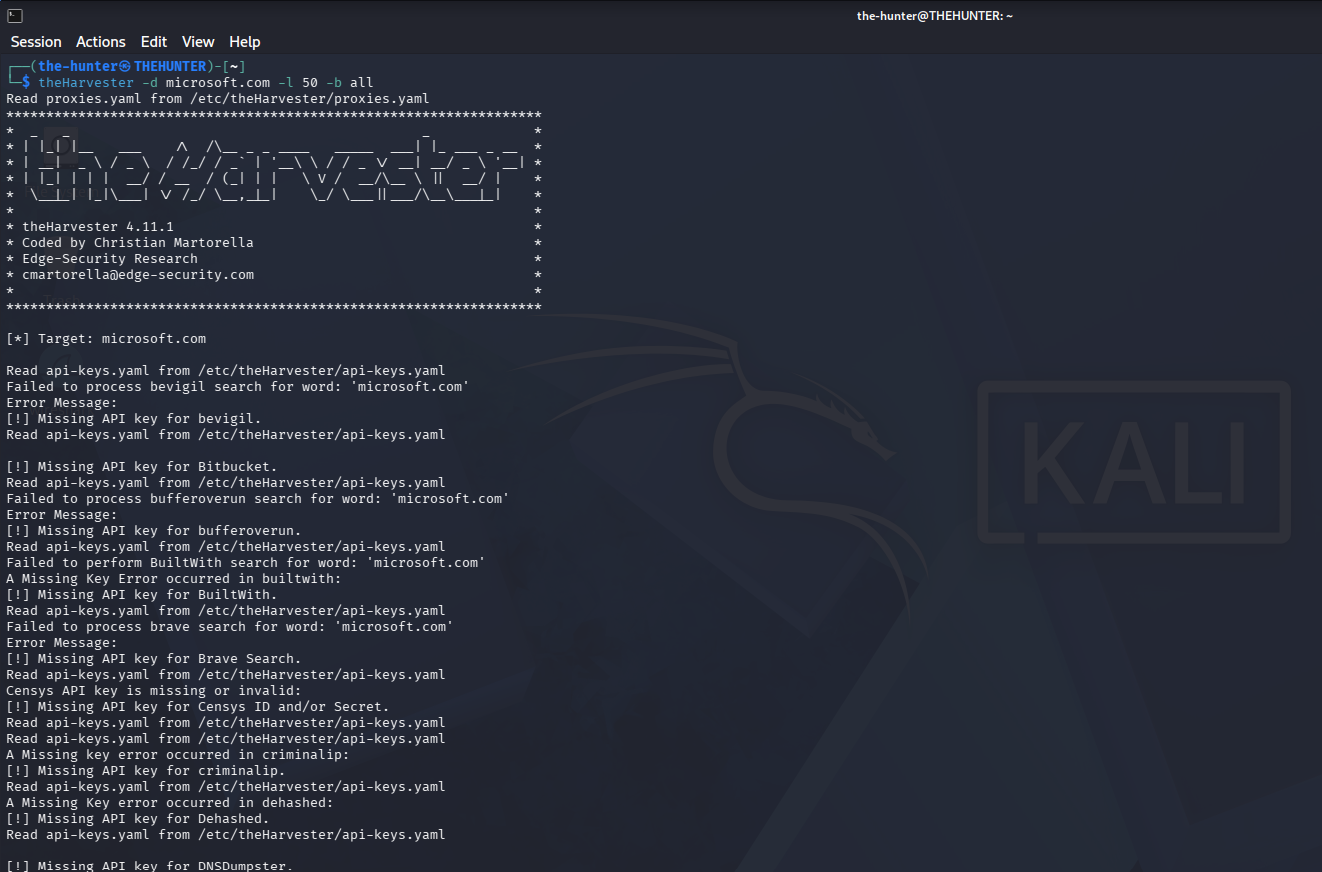 the-hunter@THEHUNTER: ~
Session Actions Edit View Help
┌──(the-hunter㉿THEHUNTER)-[~]
└─$ theHarvester -d microsoft.com -l 50 -b all
Read proxies.yaml from /etc/theHarvester/proxies.yaml
*******************************************************************
* theHarvester 4.11.1 *
* Coded by Christian Martorella *
* Edge-Security Research *
* cmartorella@edge-security.com *
* *
*******************************************************************
[*] Target: microsoft.com
Read api-keys.yaml from /etc/theHarvester/api-keys.yaml
Failed to process bevigil search for word: 'microsoft.com'
Error Message:
[!] Missing API key for bevigil.
Read api-keys.yaml from /etc/theHarvester/api-keys.yaml
[!] Missing API key for Bitbucket.
Read api-keys.yaml from /etc/theHarvester/api-keys.yaml
Failed to process bufferoverun search for word: 'microsoft.com'
Error Message:
[!] Missing API key for bufferoverun.
Read api-keys.yaml from /etc/theHarvester/api-keys.yaml
Failed to perform BuiltWith search for word: 'microsoft.com'
A Missing Key Error occurred in builtwith:
[!] Missing API key for BuiltWith.
Read api-keys.yaml from /etc/theHarvester/api-keys.yaml
Failed to process brave search for word: 'microsoft.com'
Error Message:
[!] Missing API key for Brave Search.
Read api-keys.yaml from /etc/theHarvester/api-keys.yaml
Censys API key is missing or invalid:
[!] Missing API key for Censys ID and/or Secret.
Read api-keys.yaml from /etc/theHarvester/api-keys.yaml
Read api-keys.yaml from /etc/theHarvester/api-keys.yaml
A Missing key error occurred in criminalip:
[!] Missing API key for criminalip.
Read api-keys.yaml from /etc/theHarvester/api-keys.yaml
A Missing Key error occurred in dehashed:
[!] Missing API key for Dehashed.
Read api-keys.yaml from /etc/theHarvester/api-keys.yaml
[!] Missing API key for DNSDumpster.
KALI